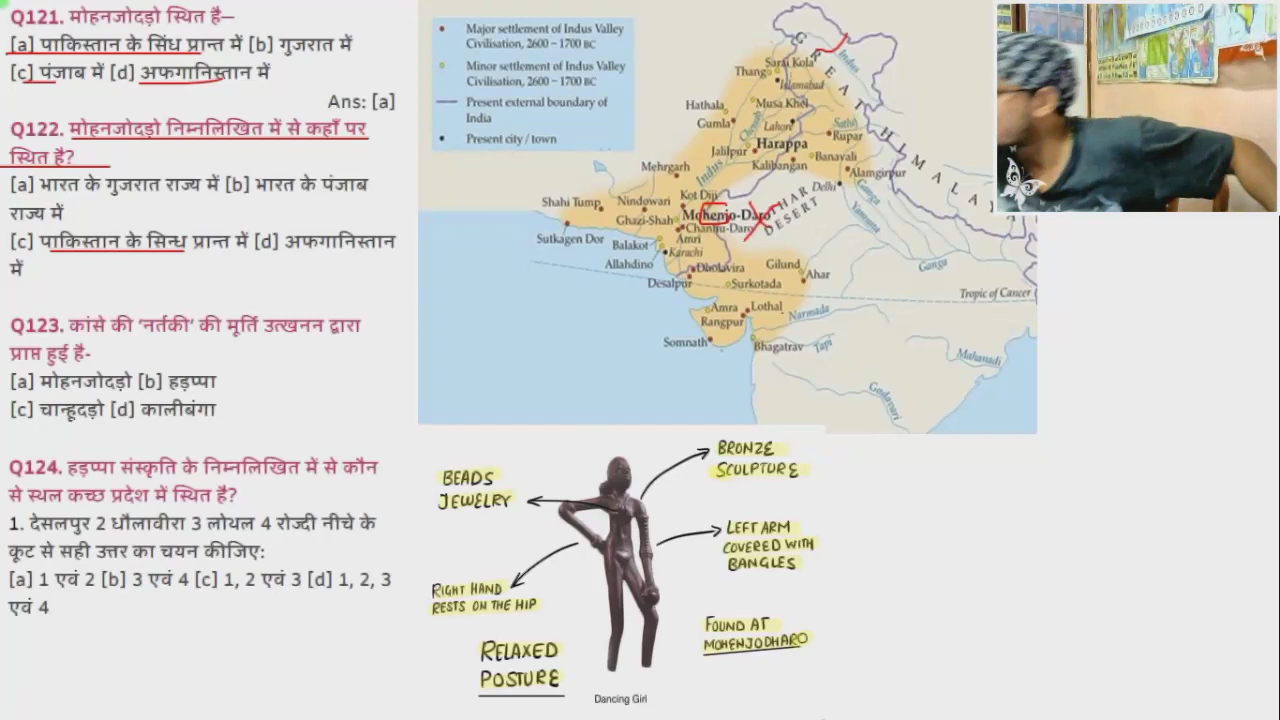 Q121. मोहनजोदड़ो स्थित है—
[a] पाकिस्तान के सिंध प्रान्त में [b] गुजरात में
[c] पंजाब में [d] अफगानिस्तान में
Ans: [a]
Q122. मोहनजोदड़ो निम्नलिखित में से कहाँ पर
स्थित है?
[a] भारत के गुजरात राज्य में [b] भारत के पंजाब
राज्य में
[c] पाकिस्तान के सिन्ध प्रान्त में [d] अफगानिस्तान
में
Q123. कांसे की 'नर्तकी' की मूर्ति उत्खनन द्वारा
प्राप्त हुई है-
[a] मोहनजोदड़ो [b] हड़प्पा
[c] चान्हूदड़ो [d] कालीबंगा
Q124. हड़प्पा संस्कृति के निम्नलिखित में से कौन
से स्थल कच्छ प्रदेश में स्थित है?
1. देसलपुर 2 धौलावीरा 3 लोथल 4 रोज्दी नीचे के
कूट से सही उत्तर का चयन कीजिए:
[a] 1 एवं 2 [b] 3 एवं 4 [c] 1, 2 एवं 3 [d] 1, 2, 3
एवं 4
Major settlement of Indus Valley
Civilisation, 2600 – 1700 BC
Minor settlement of Indus Valley
Civilisation, 2600 – 1700 BC
Present external boundary of
India
Present city / town
GREAT HIMALAYA
Indus
Sarai Kola
Thang
Islamabad
Hathala
Musa Khel
Gumla
Chenab
Lahore
Satluj
Rupar
Jalilpur
Harappa
Banayali
Kalibangan
Mehrgarh
Indus
Alamgirpur
Delhi
Ganga
Yamuna
Kot Diji
Shahi Tump
Nindowari
THAR
DESERT
Ghazi-Shah
Mohenjo-Daro
Chanhu-Daro
Sutkagen Dor
Balakot
Amri
Karachi
Allahdino
Dholavira
Gilund
Ahar
Ganga
Desalpur
Surkotada
Tropic of Cancer
Amra
Lothal
Narmada
Rangpur
Somnath
Bhagatrav
Tapi
Mahanadi
Godavari
BRONZE
SCULPTURE
BEADS
JEWELRY
LEFT ARM
COVERED WITH
BANGLES
RIGHT HAND
RESTS ON THE HIP
FOUND AT
MOHENJODHARO
RELAXED
POSTURE
Dancing Girl